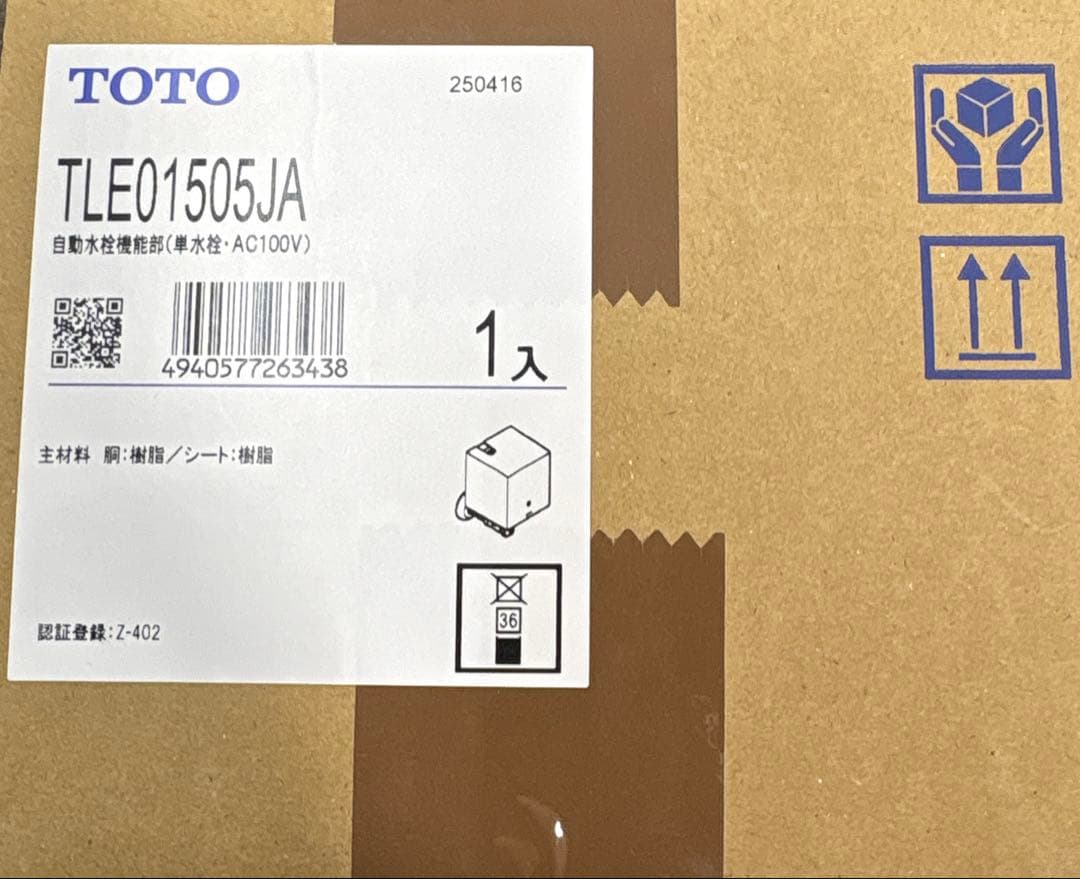 TOTO
250416
TLE01505JA
自動水栓機能部(単水栓・AC100V)
4940577263438
1入
主材料 胴:樹脂/シート:樹脂
36
認証登録:Z-402